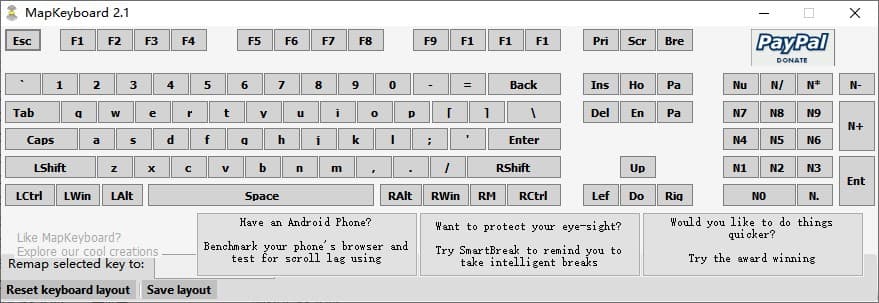 MapKeyboard 2.1
Esc F1 F2 F3 F4 F5 F6 F7 F8 F9 F1 F1 F1 Pri Scr Bre
PayPal
DONATE
` 1 2 3 4 5 6 7 8 9 0 - = Back Ins Ho Pa Nu N/ N* N-
Tab q w e r t y u i o p [ ] \ Del En Pa N7 N8 N9 N+
Caps a s d f g h j k l ; ' Enter N4 N5 N6
LShift z x c v b n m , . / RShift Up N1 N2 N3 Ent
LCtrl LWin LAlt Space RAlt RWin RM RCtrl Lef Do Rig N0 N.
Like MapKeyboard?
Explore our cool creations
Have an Android Phone?
Benchmark your phone's browser and
test for scroll lag using
Want to protect your eye-sight?
Try SmartBreak to remind you to
take intelligent breaks
Would you like to do things
quicker?
Try the award winning
Remap selected key to:
Reset keyboard layout Save layout